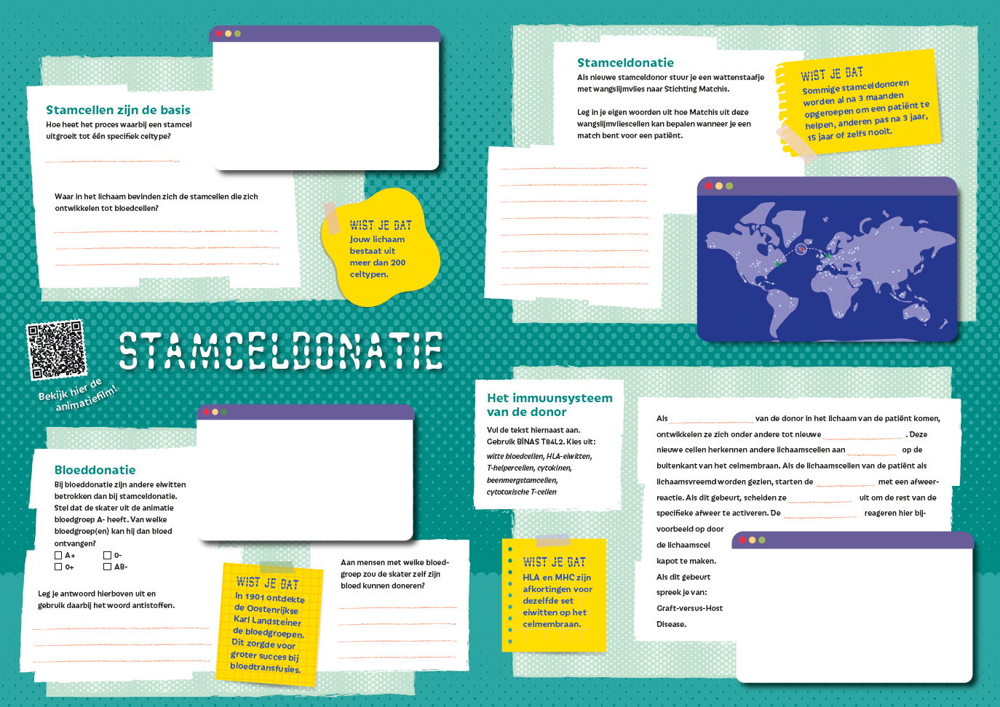 Stamcellen zijn de basis
Hoe heet het proces waarbij een stamcel
uitgroeit tot één specifiek celtype?
Waar in het lichaam bevinden zich de stamcellen die zich
ontwikkelen tot bloedcellen?
WIST JE DAT
Jouw lichaam
bestaat uit
meer dan 200
celtypen.
STAMCELDONATIE
Bekijk hier de
animatiefilm!
Bloeddonatie
Bij bloeddonatie zijn andere eiwitten
betrokken dan bij stamceldonatie.
Stel dat de skater uit de animatie
bloedgroep A- heeft. Van welke
bloedgroep(en) kan hij dan bloed
ontvangen?
A+ 0-
0+ AB-
Leg je antwoord hierboven uit en
gebruik daarbij het woord antistoffen.
WIST JE DAT
In 1901 ontdekte
de Oostenrijkse
Karl Landsteiner
de bloedgroepen.
Dit zorgde voor
groter succes bij
bloedtransfusies.
Aan mensen met welke bloed-
groep zou de skater zelf zijn
bloed kunnen doneren?
Stamceldonatie
Als nieuwe stamceldonor stuur je een wattenstaafje
met wangslijmvlies naar Stichting Matchis.
Leg in je eigen woorden uit hoe Matchis uit deze
wangslijmvliescellen kan bepalen wanneer je een
match bent voor een patiënt.
WIST JE DAT
Sommige stamceldonoren
worden al na 3 maanden
opgeroepen om een patiënt te
helpen, anderen pas na 3 jaar,
15 jaar of zelfs nooit.
Het immuunsysteem
van de donor
Vul de tekst hiernaast aan.
Gebruik BINAS T84L2. Kies uit:
witte bloedcellen, HLA-eiwitten,
T-helpercellen, cytokinen,
beenmergstamcellen,
cytotoxische T-cellen
WIST JE DAT
HLA en MHC zijn
afkortingen voor
dezelfde set
eiwitten op het
celmembraan.
Als van de donor in het lichaam van de patiënt komen,
ontwikkelen ze zich onder andere tot nieuwe . Deze
nieuwe cellen herkennen andere lichaamscellen aan op de
buitenkant van het celmembraan. Als de lichaamscellen van de patiënt als
lichaamsvreemd worden gezien, starten de met een afweer-
reactie. Als dit gebeurt, scheiden ze uit om de rest van de
specifieke afweer te activeren. De reageren hier bij-
voorbeeld op door
de lichaamscel
kapot te maken.
Als dit gebeurt
spreek je van:
Graft-versus-Host
Disease.